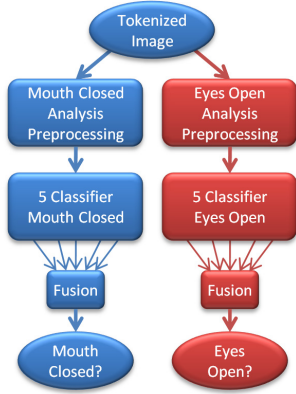 Tokenized
Image
Mouth Closed
Analysis
Preprocessing
Eyes Open
Analysis
Preprocessing
5 Classifier
Mouth Closed
5 Classifier
Eyes Open
Fusion
Fusion
Mouth
Closed?
Eyes
Open?